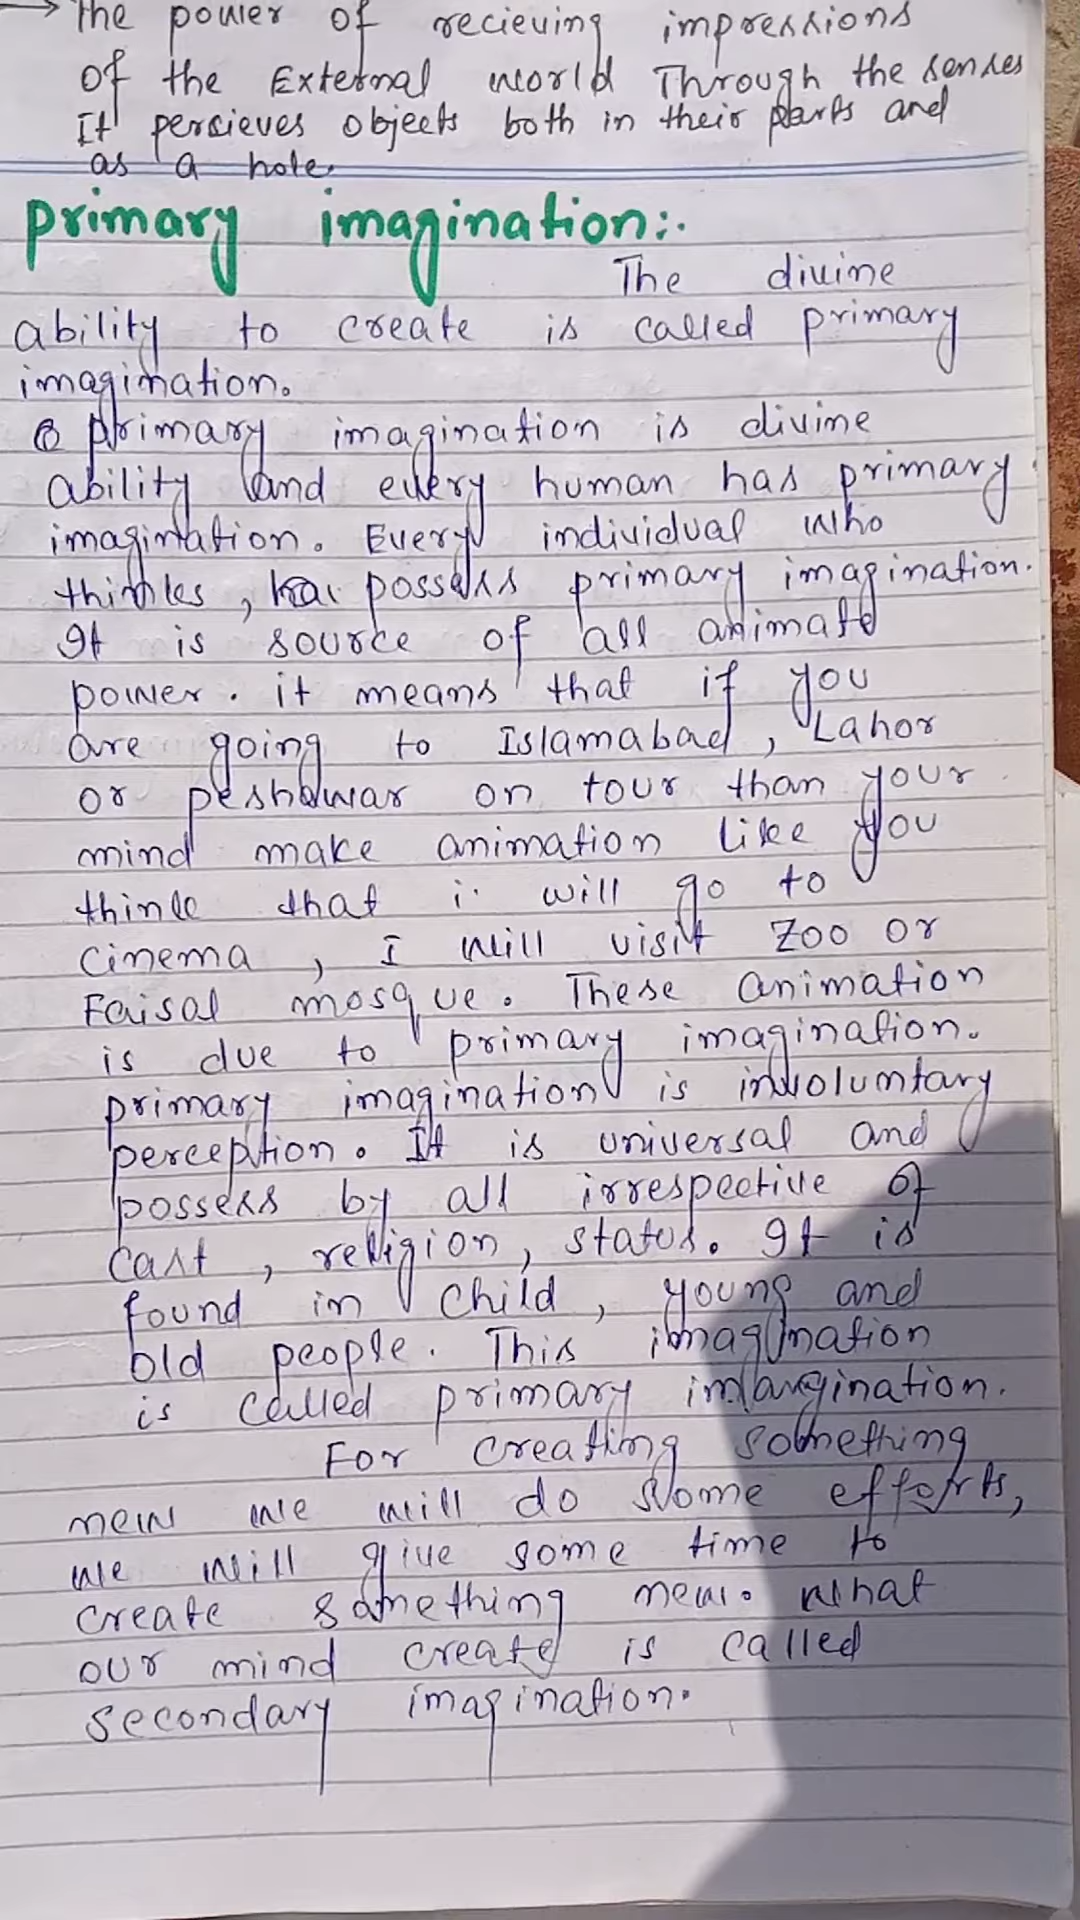 → The power of recieving impressions
of the External world Through the senses
It percieves objects both in their parts and
as a hole.
primary imagination:.
The divine
ability to create is called primary
imagination.
primary imagination is divine
ability and every human has primary
imagination. Every individual who
thinks, possess primary imagination.
It is source of all animate
power. it means that if you
are going to Islamabad, Lahor
or peshawar on tour than your
mind make animation like you
think that i will go to
cinema, I will visit Zoo or
Faisal mosque. These animation
is due to primary imagination.
primary imagination is involuntary
perception. It is universal and
possess by all irrespective of
cast, religion, status. It is
found in child, young and
old people. This imagination
is called primary imagination.
For creating something
new we will do some efforts,
we will give some time to
create something new. what
our mind create is called
secondary imagination.